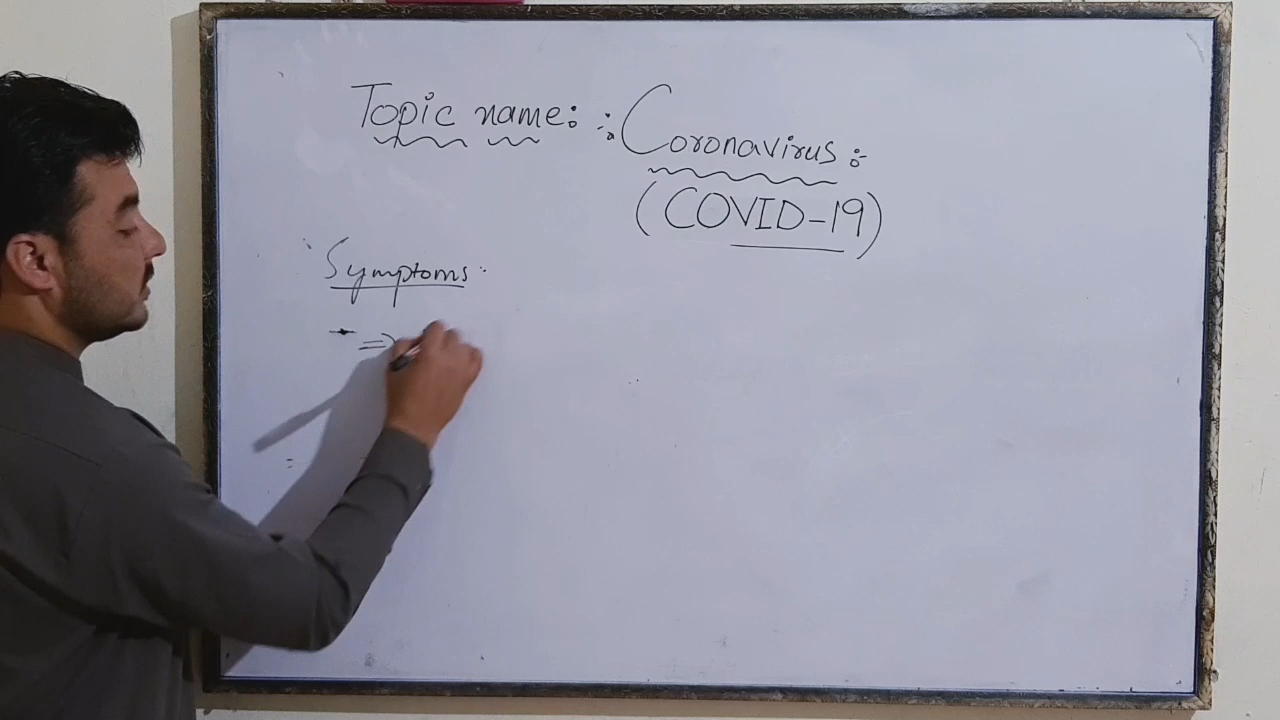 Topic name: :- Coronavirus:-
(COVID-19)
Symptoms:
=>